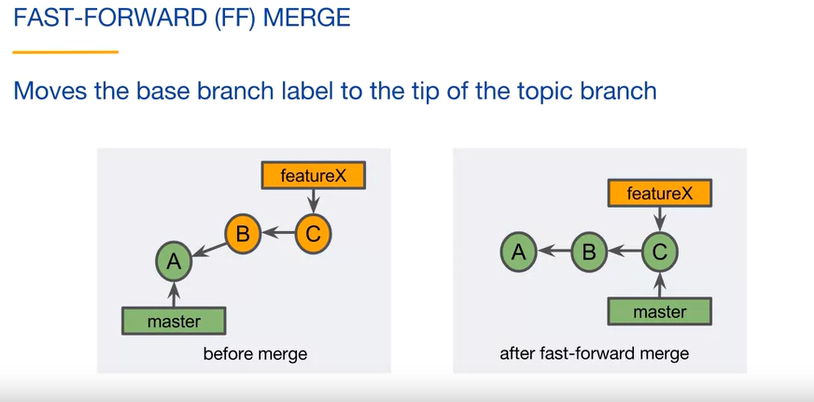 FAST-FORWARD (FF) MERGE
Moves the base branch label to the tip of the topic branch
featureX
B
C
A
master
before merge
featureX
A
B
C
master
after fast-forward merge